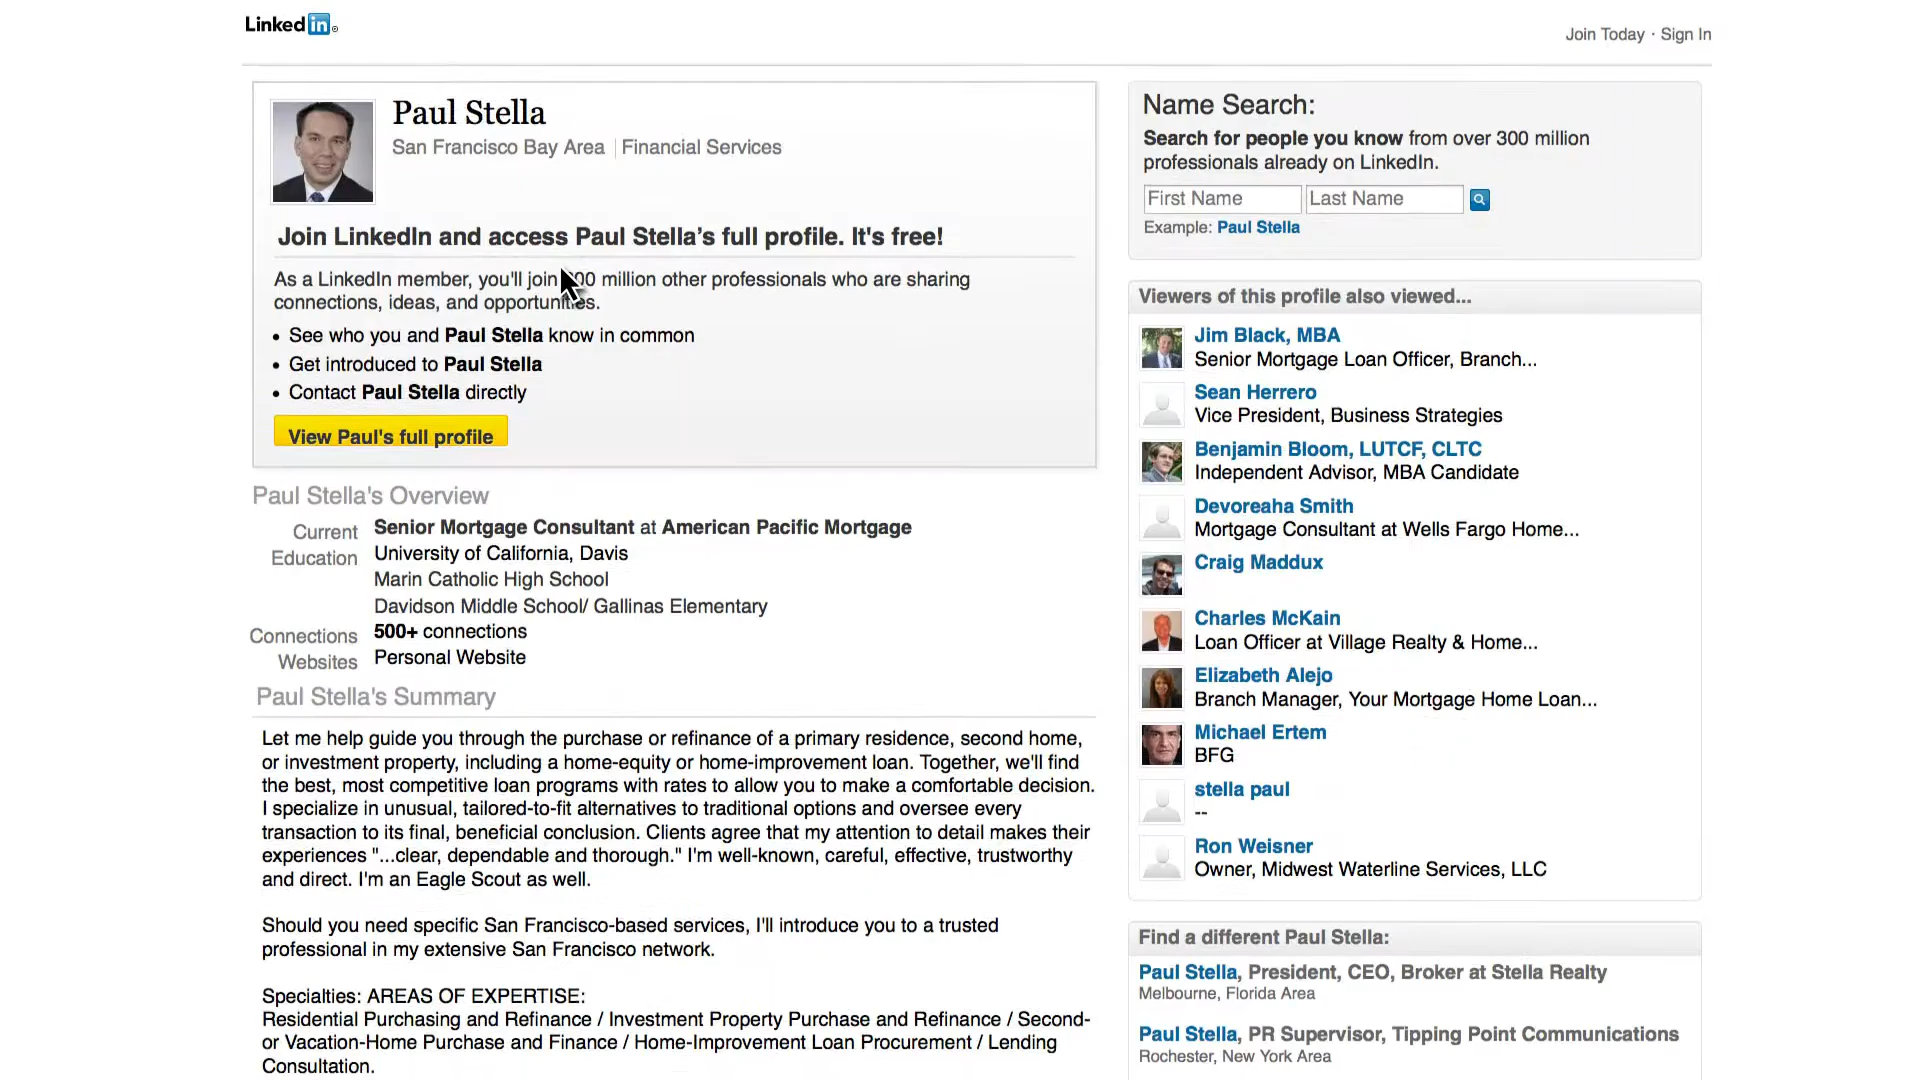 Linked in
Join Today · Sign In
Paul Stella
San Francisco Bay Area | Financial Services
Join LinkedIn and access Paul Stella’s full profile. It's free!
As a LinkedIn member, you'll join 00 million other professionals who are sharing
connections, ideas, and opportunities.
• See who you and Paul Stella know in common
• Get introduced to Paul Stella
• Contact Paul Stella directly
View Paul's full profile
Paul Stella's Overview
Current Senior Mortgage Consultant at American Pacific Mortgage
Education University of California, Davis
Marin Catholic High School
Davidson Middle School/ Gallinas Elementary
Connections 500+ connections
Websites Personal Website
Paul Stella's Summary
Let me help guide you through the purchase or refinance of a primary residence, second home,
or investment property, including a home-equity or home-improvement loan. Together, we'll find
the best, most competitive loan programs with rates to allow you to make a comfortable decision.
I specialize in unusual, tailored-to-fit alternatives to traditional options and oversee every
transaction to its final, beneficial conclusion. Clients agree that my attention to detail makes their
experiences "...clear, dependable and thorough." I'm well-known, careful, effective, trustworthy
and direct. I'm an Eagle Scout as well.
Should you need specific San Francisco-based services, I'll introduce you to a trusted
professional in my extensive San Francisco network.
Specialties: AREAS OF EXPERTISE:
Residential Purchasing and Refinance / Investment Property Purchase and Refinance / Second-
or Vacation-Home Purchase and Finance / Home-Improvement Loan Procurement / Lending
Consultation.
Name Search:
Search for people you know from over 300 million
professionals already on LinkedIn.
First Name Last Name
Example: Paul Stella
Viewers of this profile also viewed...
Jim Black, MBA
Senior Mortgage Loan Officer, Branch...
Sean Herrero
Vice President, Business Strategies
Benjamin Bloom, LUTCF, CLTC
Independent Advisor, MBA Candidate
Devoreaha Smith
Mortgage Consultant at Wells Fargo Home...
Craig Maddux
Charles McKain
Loan Officer at Village Realty & Home...
Elizabeth Alejo
Branch Manager, Your Mortgage Home Loan...
Michael Ertem
BFG
stella paul
--
Ron Weisner
Owner, Midwest Waterline Services, LLC
Find a different Paul Stella:
Paul Stella, President, CEO, Broker at Stella Realty
Melbourne, Florida Area
Paul Stella, PR Supervisor, Tipping Point Communications
Rochester, New York Area